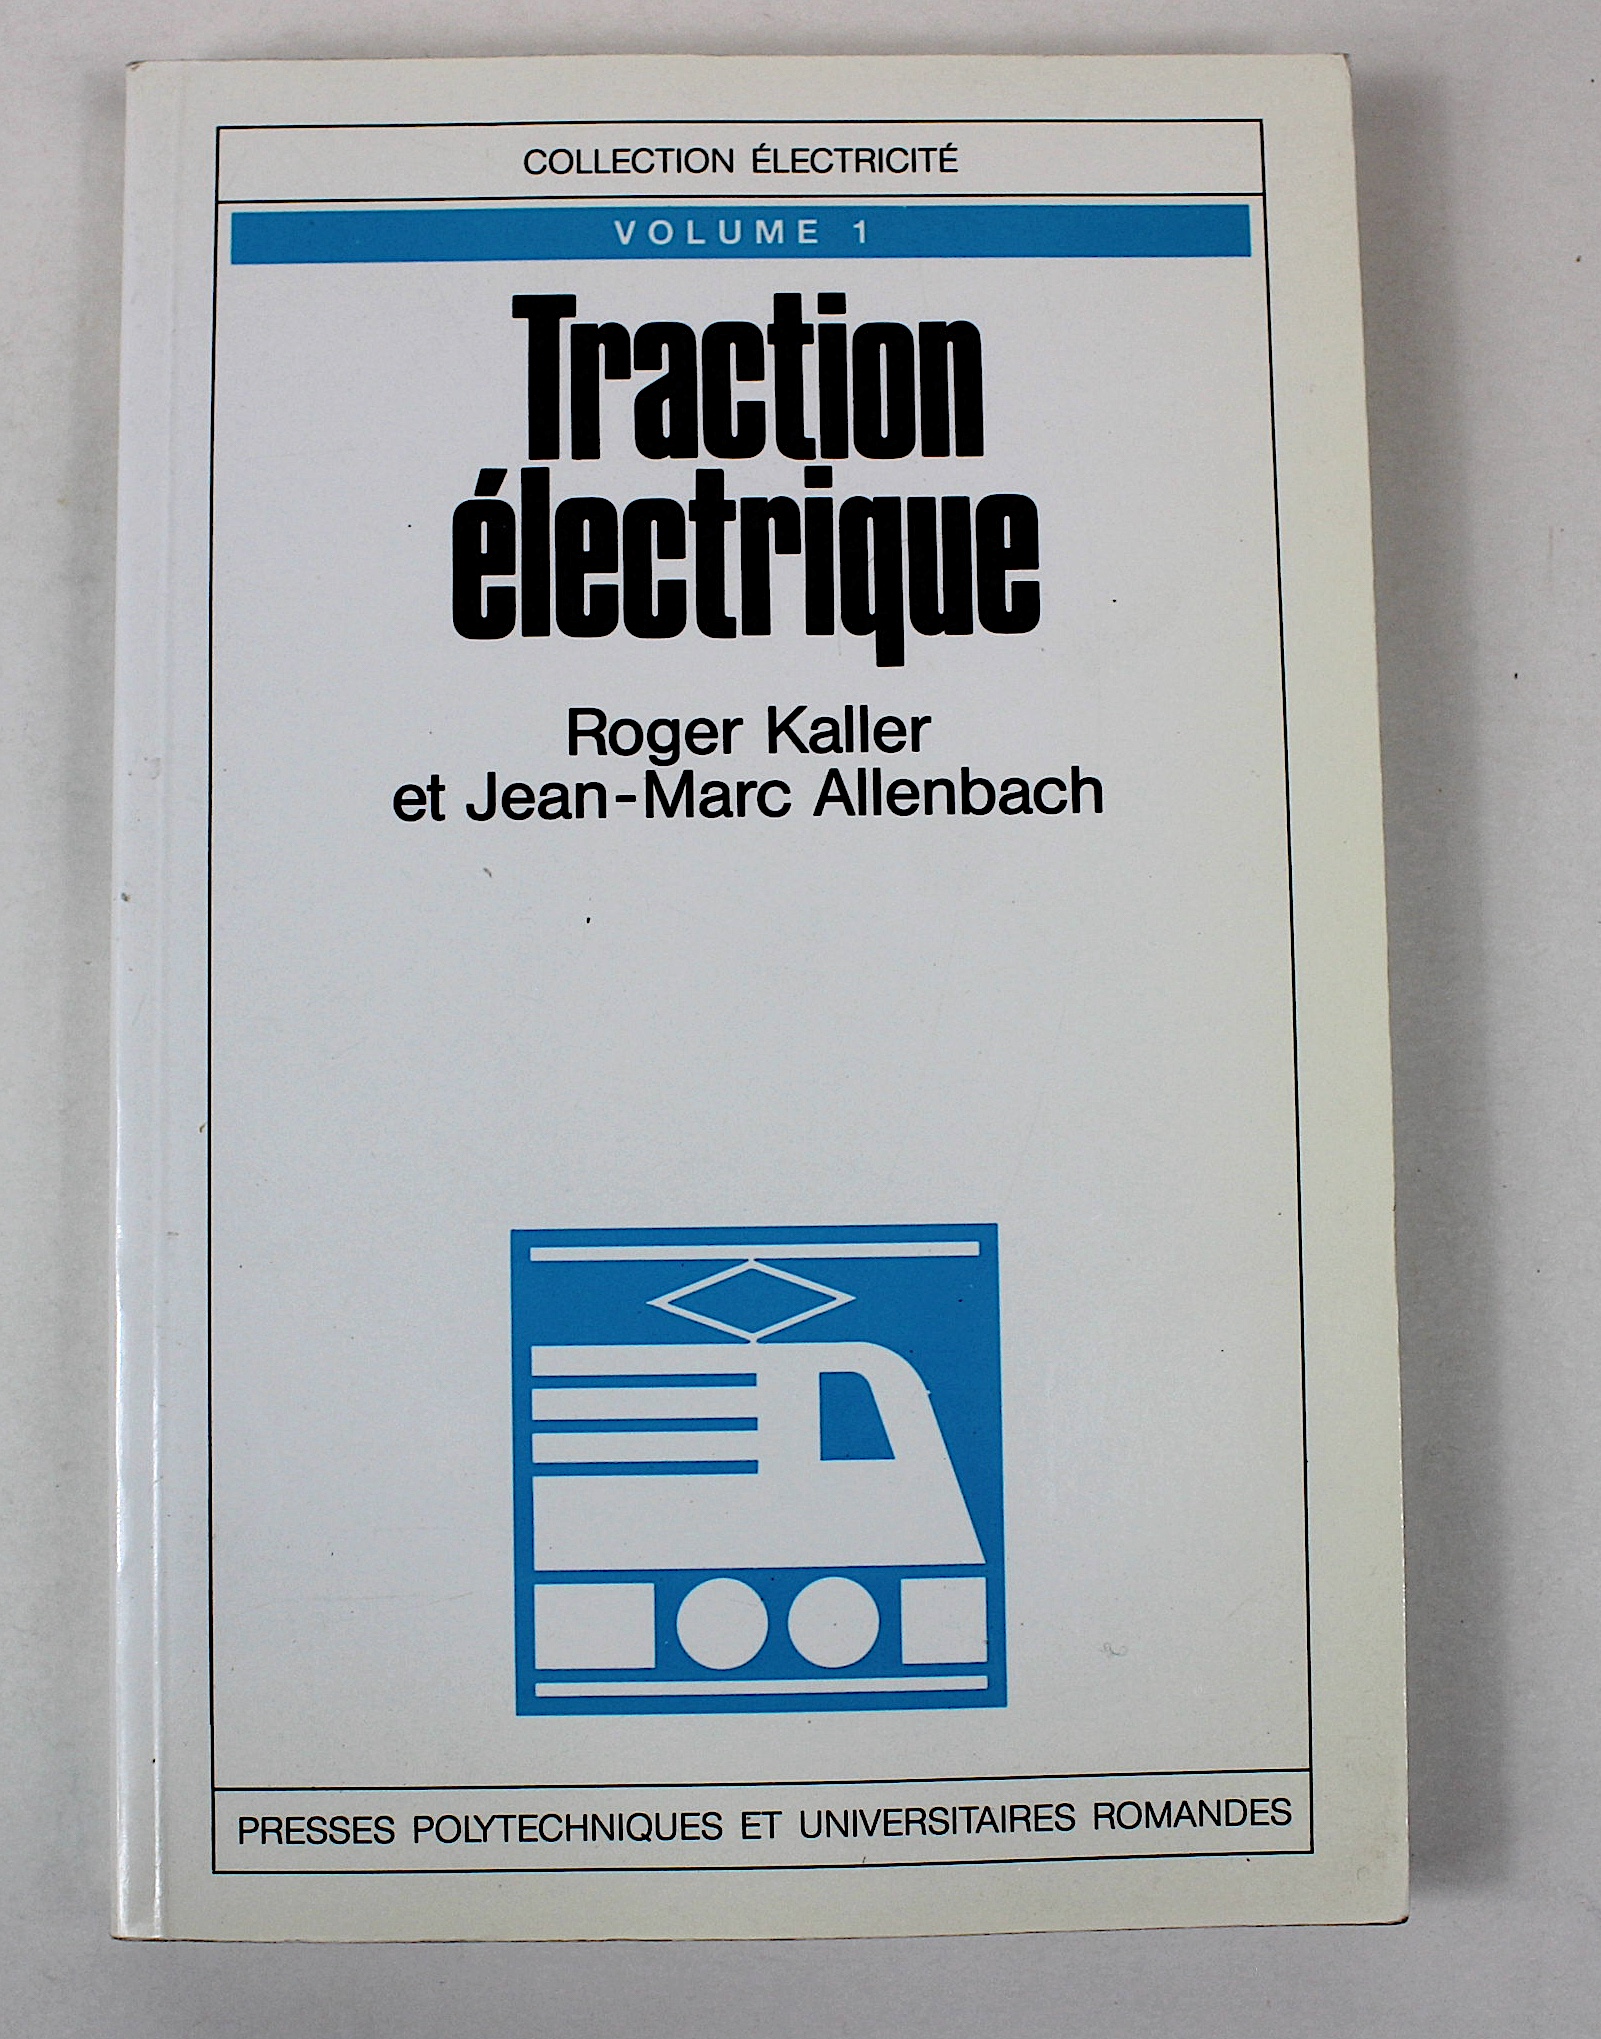 COLLECTION ÉLECTRICITÉ
VOLUME 1
Traction
électrique
Roger Kaller
et Jean-Marc Allenbach
PRESSES POLYTECHNIQUES ET UNIVERSITAIRES ROMANDES